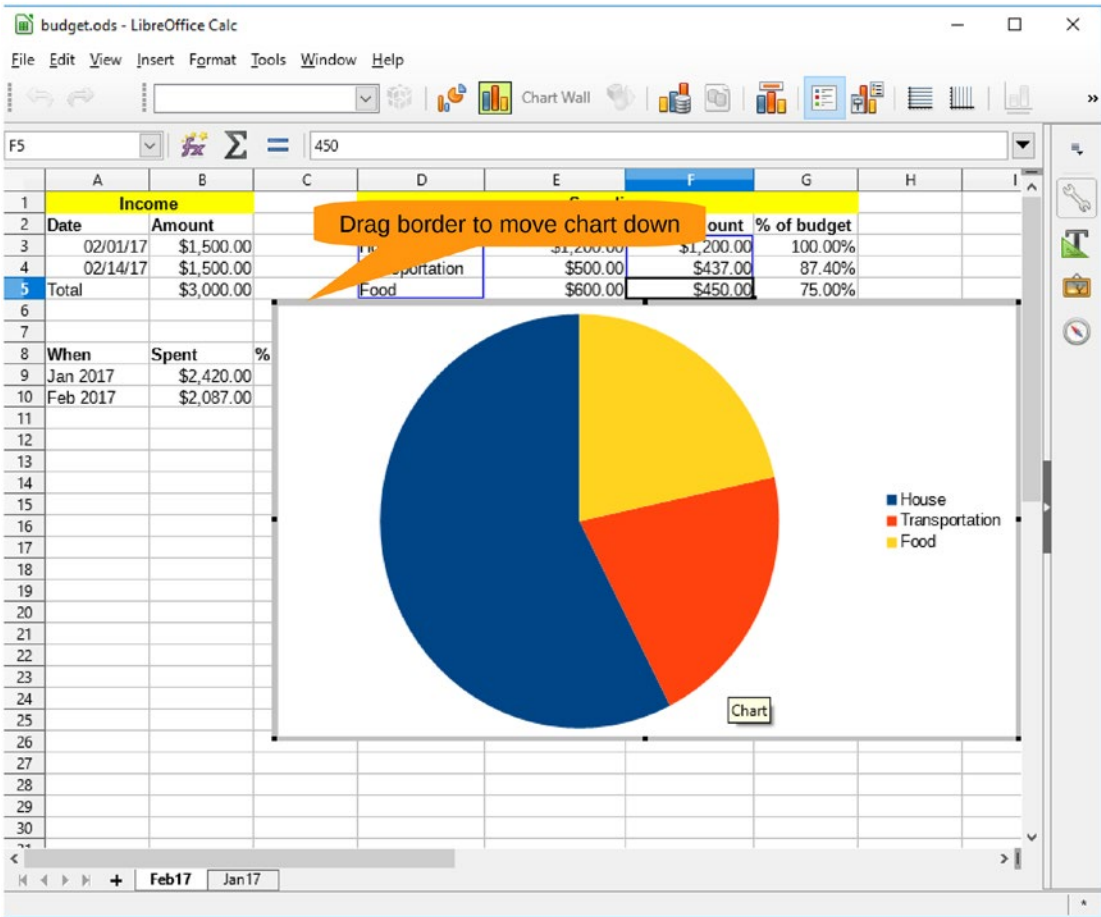 budget.ods - LibreOffice Calc
File Edit View Insert Format Tools Window Help
Chart Wall »
F5 450
A B C D E F G H I
1 Income
2 Date Amount Drag border to move chart down ount % of budget
3 02/01/17 $1,500.00 $1,200.00 $1,200.00 100.00%
4 02/14/17 $1,500.00 portation $500.00 $437.00 87.40%
5 Total $3,000.00 Food $600.00 $450.00 75.00%
6
7
8 When Spent %
9 Jan 2017 $2,420.00
10 Feb 2017 $2,087.00
11
12
13
14
15 House
16 Transportation
17 Food
18
19
20
21
22
23
24
25 Chart
26
27
28
29
30
Feb17 Jan17